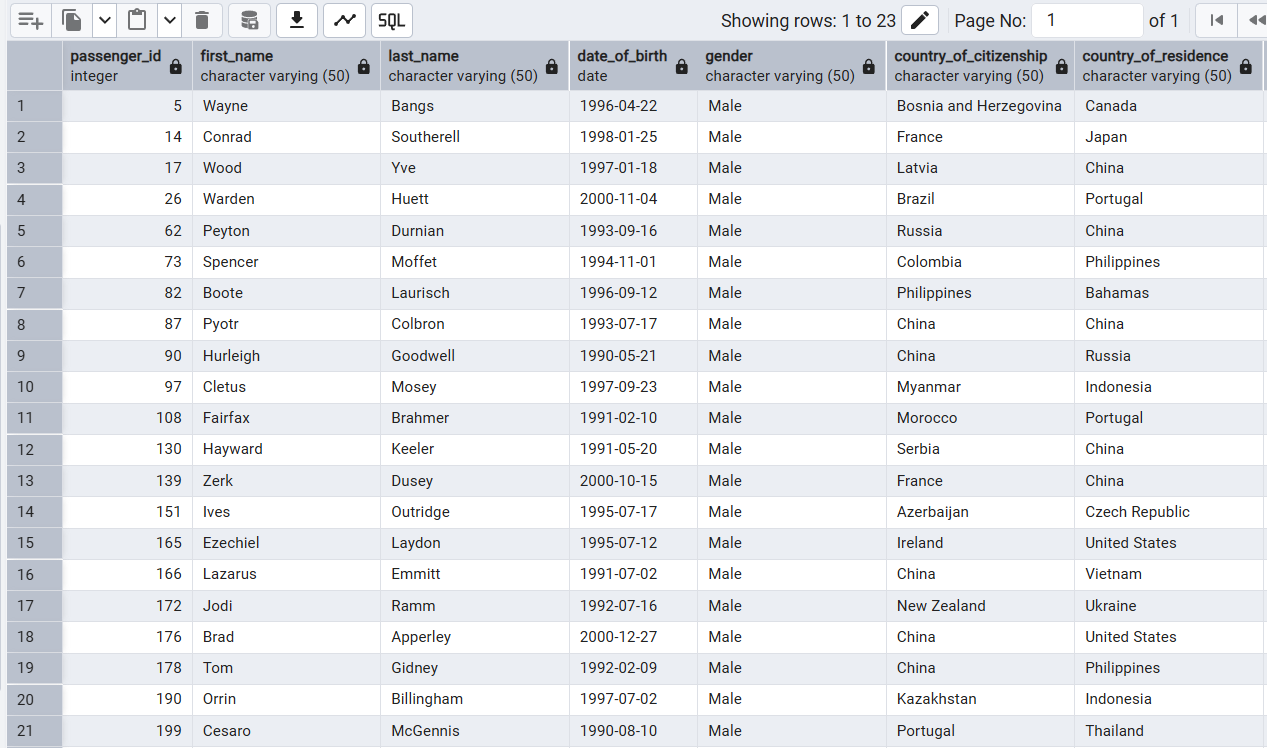 SQL Showing rows: 1 to 23 Page No: 1 of 1
passenger_id first_name last_name date_of_birth gender country_of_citizenship country_of_residence
integer character varying (50) character varying (50) date character varying (50) character varying (50) character varying (50)
1 5 Wayne Bangs 1996-04-22 Male Bosnia and Herzegovina Canada
2 14 Conrad Southerell 1998-01-25 Male France Japan
3 17 Wood Yve 1997-01-18 Male Latvia China
4 26 Warden Huett 2000-11-04 Male Brazil Portugal
5 62 Peyton Durnian 1993-09-16 Male Russia China
6 73 Spencer Moffet 1994-11-01 Male Colombia Philippines
7 82 Boote Laurisch 1996-09-12 Male Philippines Bahamas
8 87 Pyotr Colbron 1993-07-17 Male China China
9 90 Hurleigh Goodwell 1990-05-21 Male China Russia
10 97 Cletus Mosey 1997-09-23 Male Myanmar Indonesia
11 108 Fairfax Brahmer 1991-02-10 Male Morocco Portugal
12 130 Hayward Keeler 1991-05-20 Male Serbia China
13 139 Zerk Dusey 2000-10-15 Male France China
14 151 Ives Outridge 1995-07-17 Male Azerbaijan Czech Republic
15 165 Ezechiel Laydon 1995-07-12 Male Ireland United States
16 166 Lazarus Emmitt 1991-07-02 Male China Vietnam
17 172 Jodi Ramm 1992-07-16 Male New Zealand Ukraine
18 176 Brad Apperley 2000-12-27 Male China United States
19 178 Tom Gidney 1992-02-09 Male China Philippines
20 190 Orrin Billingham 1997-07-02 Male Kazakhstan Indonesia
21 199 Cesaro McGennis 1990-08-10 Male Portugal Thailand